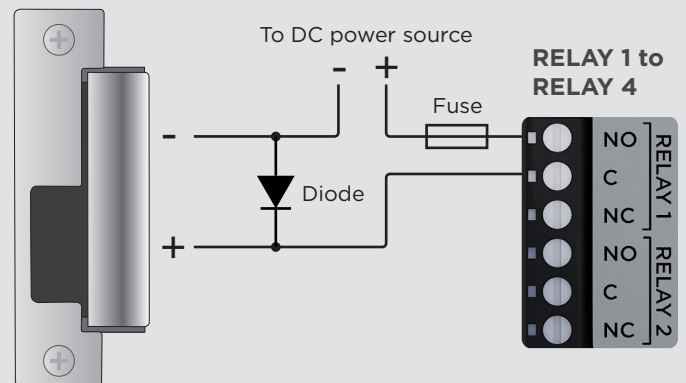 To DC power source
- +
RELAY 1 to
RELAY 4
Fuse
-
NO
C
NC
RELAY 1
Diode
+
NO
C
NC
RELAY 2